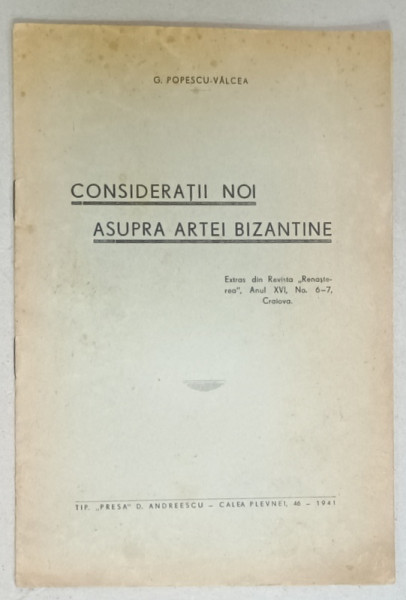 G. POPESCU-VÂLCEA
CONSIDERAȚII NOI
ASUPRA ARTEI BIZANTINE
Extras din Revista „Renaște-
rea", Anul XVI, No. 6–7,
Craiova.
TIP. „PRESA" D. ANDREESCU – CALEA PLEVNEI, 46 – 1941